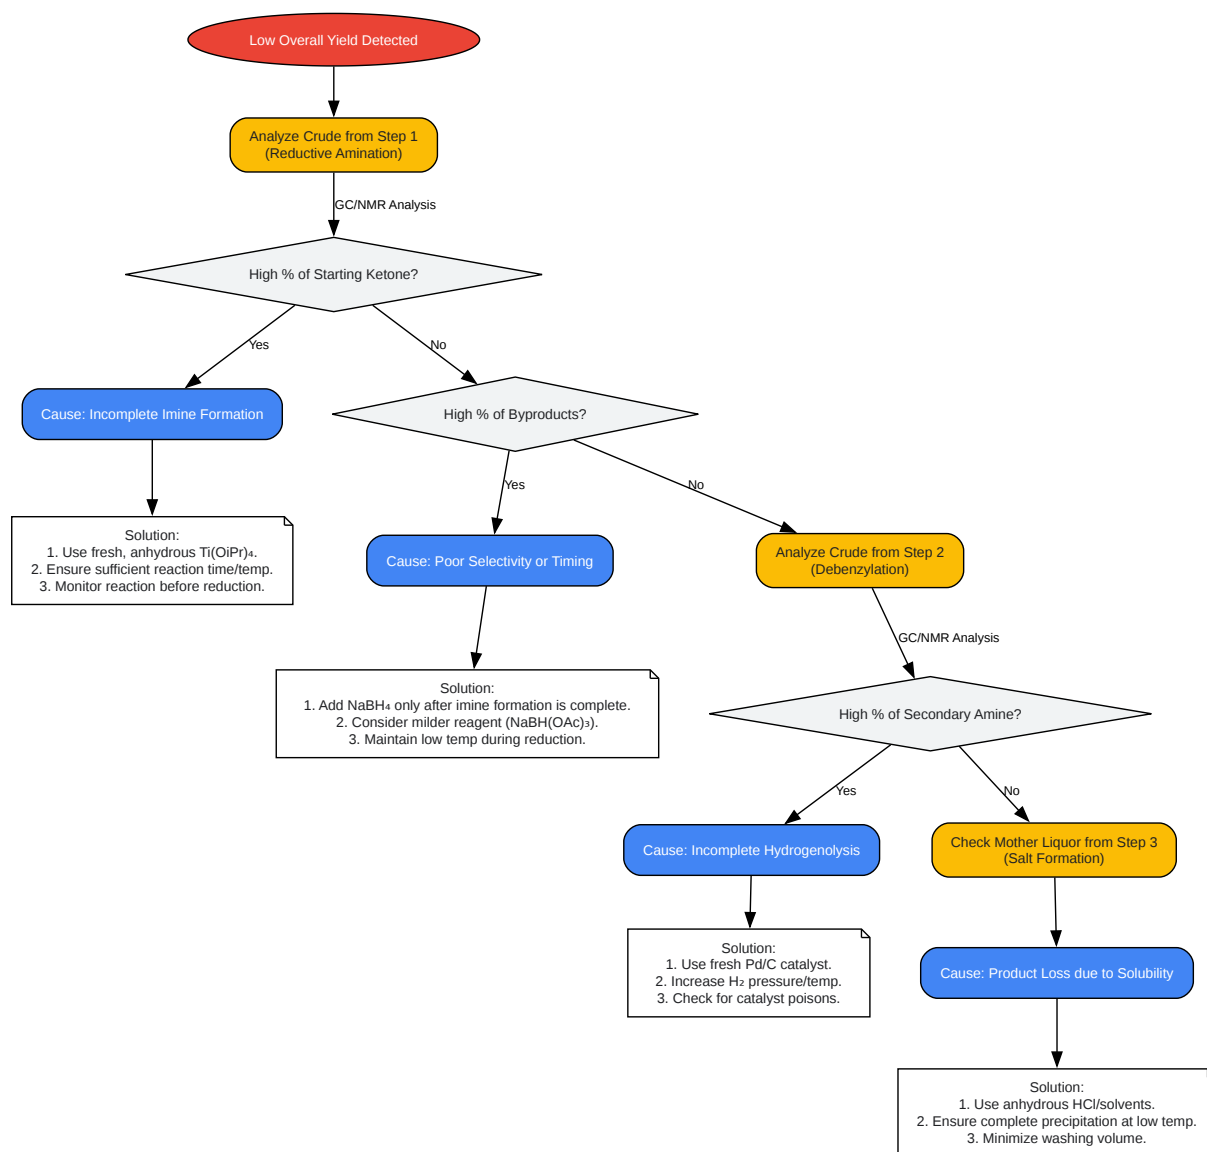 Low Overall Yield Detected
Analyze Crude from Step 1
(Reductive Amination)
GC/NMR Analysis
High % of Starting Ketone?
Yes
No
Cause: Incomplete Imine Formation
High % of Byproducts?
Solution:
1. Use fresh, anhydrous Ti(OiPr)₄.
2. Ensure sufficient reaction time/temp.
3. Monitor reaction before reduction.
Yes
No
Cause: Poor Selectivity or Timing
Analyze Crude from Step 2
(Debenzylation)
Solution:
1. Add NaBH₄ only after imine formation is complete.
2. Consider milder reagent (NaBH(OAc)₃).
3. Maintain low temp during reduction.
GC/NMR Analysis
High % of Secondary Amine?
Yes
No
Cause: Incomplete Hydrogenolysis
Check Mother Liquor from Step 3
(Salt Formation)
Solution:
1. Use fresh Pd/C catalyst.
2. Increase H₂ pressure/temp.
3. Check for catalyst poisons.
Cause: Product Loss due to Solubility
Solution:
1. Use anhydrous HCl/solvents.
2. Ensure complete precipitation at low temp.
3. Minimize washing volume.